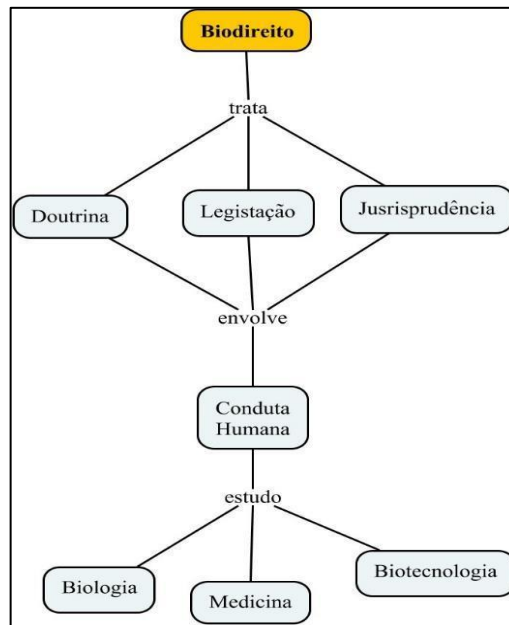 Biodireito
trata
Doutrina
Legistação
Jusrisprudência
envolve
Conduta
Humana
estudo
Biologia
Medicina
Biotecnologia